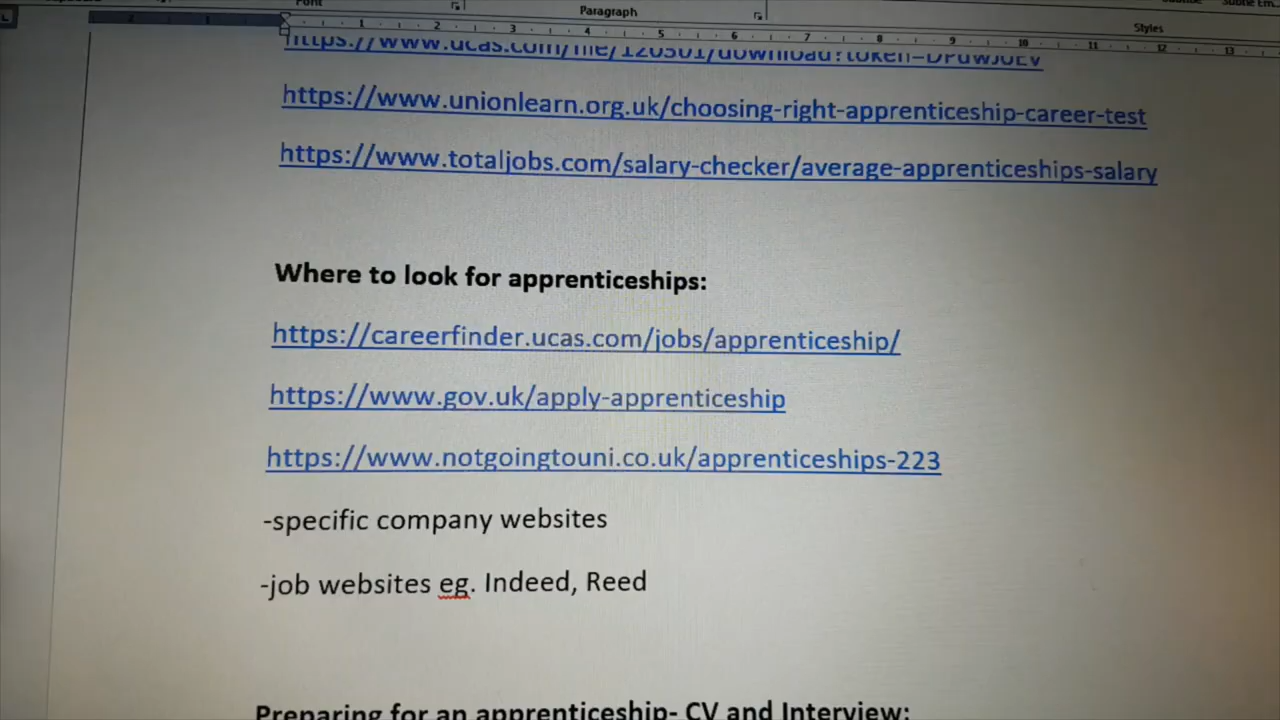 Paragraph
Styles
https://www.unionlearn.org.uk/choosing-right-apprenticeship-career-test
https://www.totaljobs.com/salary-checker/average-apprenticeships-salary
Where to look for apprenticeships:
https://careerfinder.ucas.com/jobs/apprenticeship/
https://www.gov.uk/apply-apprenticeship
https://www.notgoingtouni.co.uk/apprenticeships-223
-specific company websites
-job websites eg. Indeed, Reed
Preparing for an apprenticeship- CV and Interview: